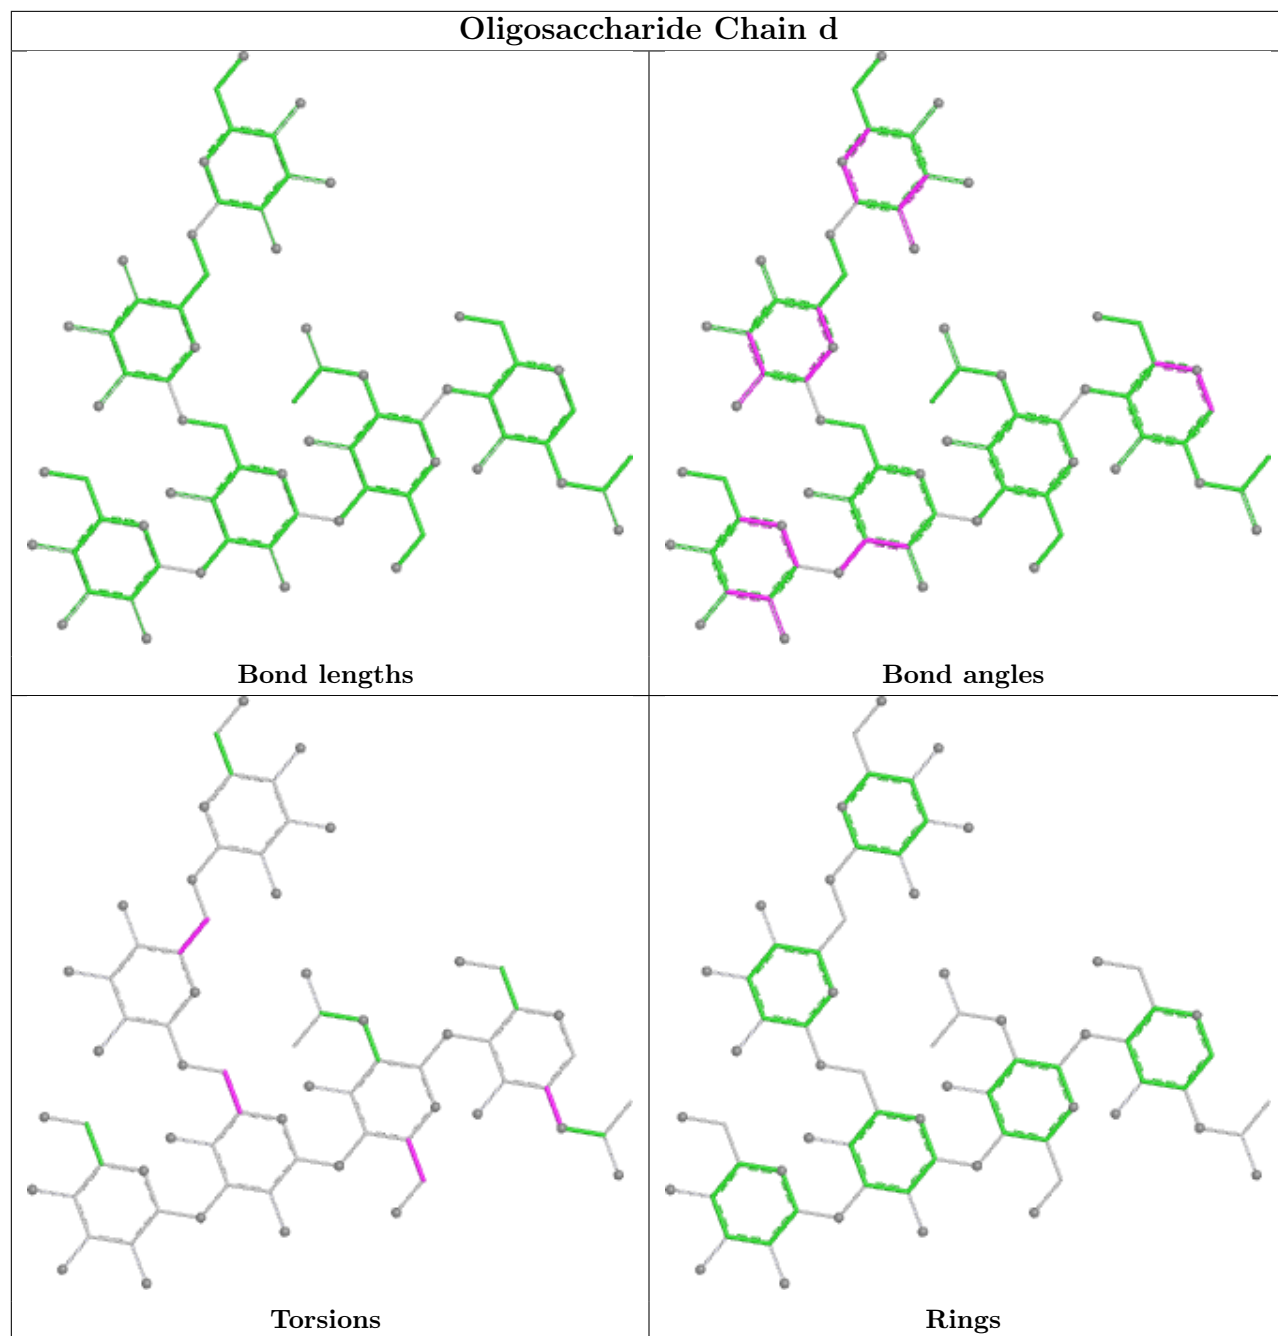 Oligosaccharide Chain d
Bond lengths
Bond angles
Torsions
Rings